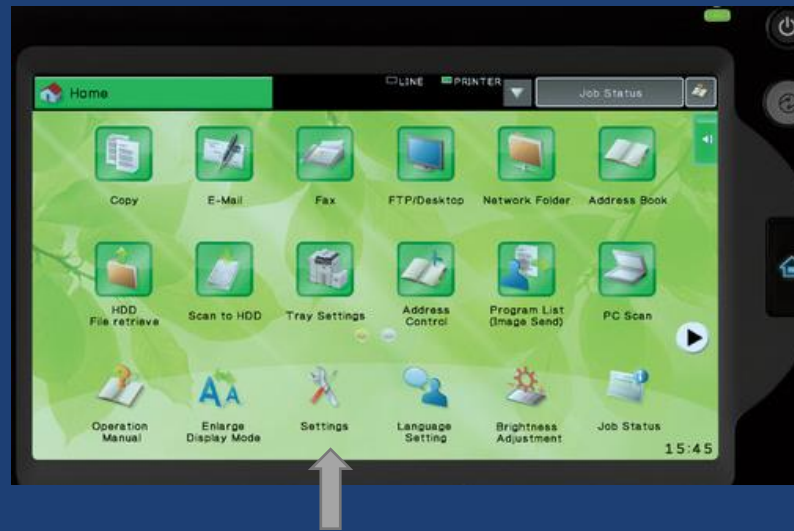 Home
LINE
PRINTER
Job Status
Copy
E-Mail
Fax
FTP/Desktop
Network Folder
Address Book
HDD
File retrieve
Scan to HDD
Tray Settings
Address
Control
Program List
(Image Send)
PC Scan
Operation
Manual
Enlarge
Display Mode
Settings
Language
Setting
Brightness
Adjustment
Job Status
15:45